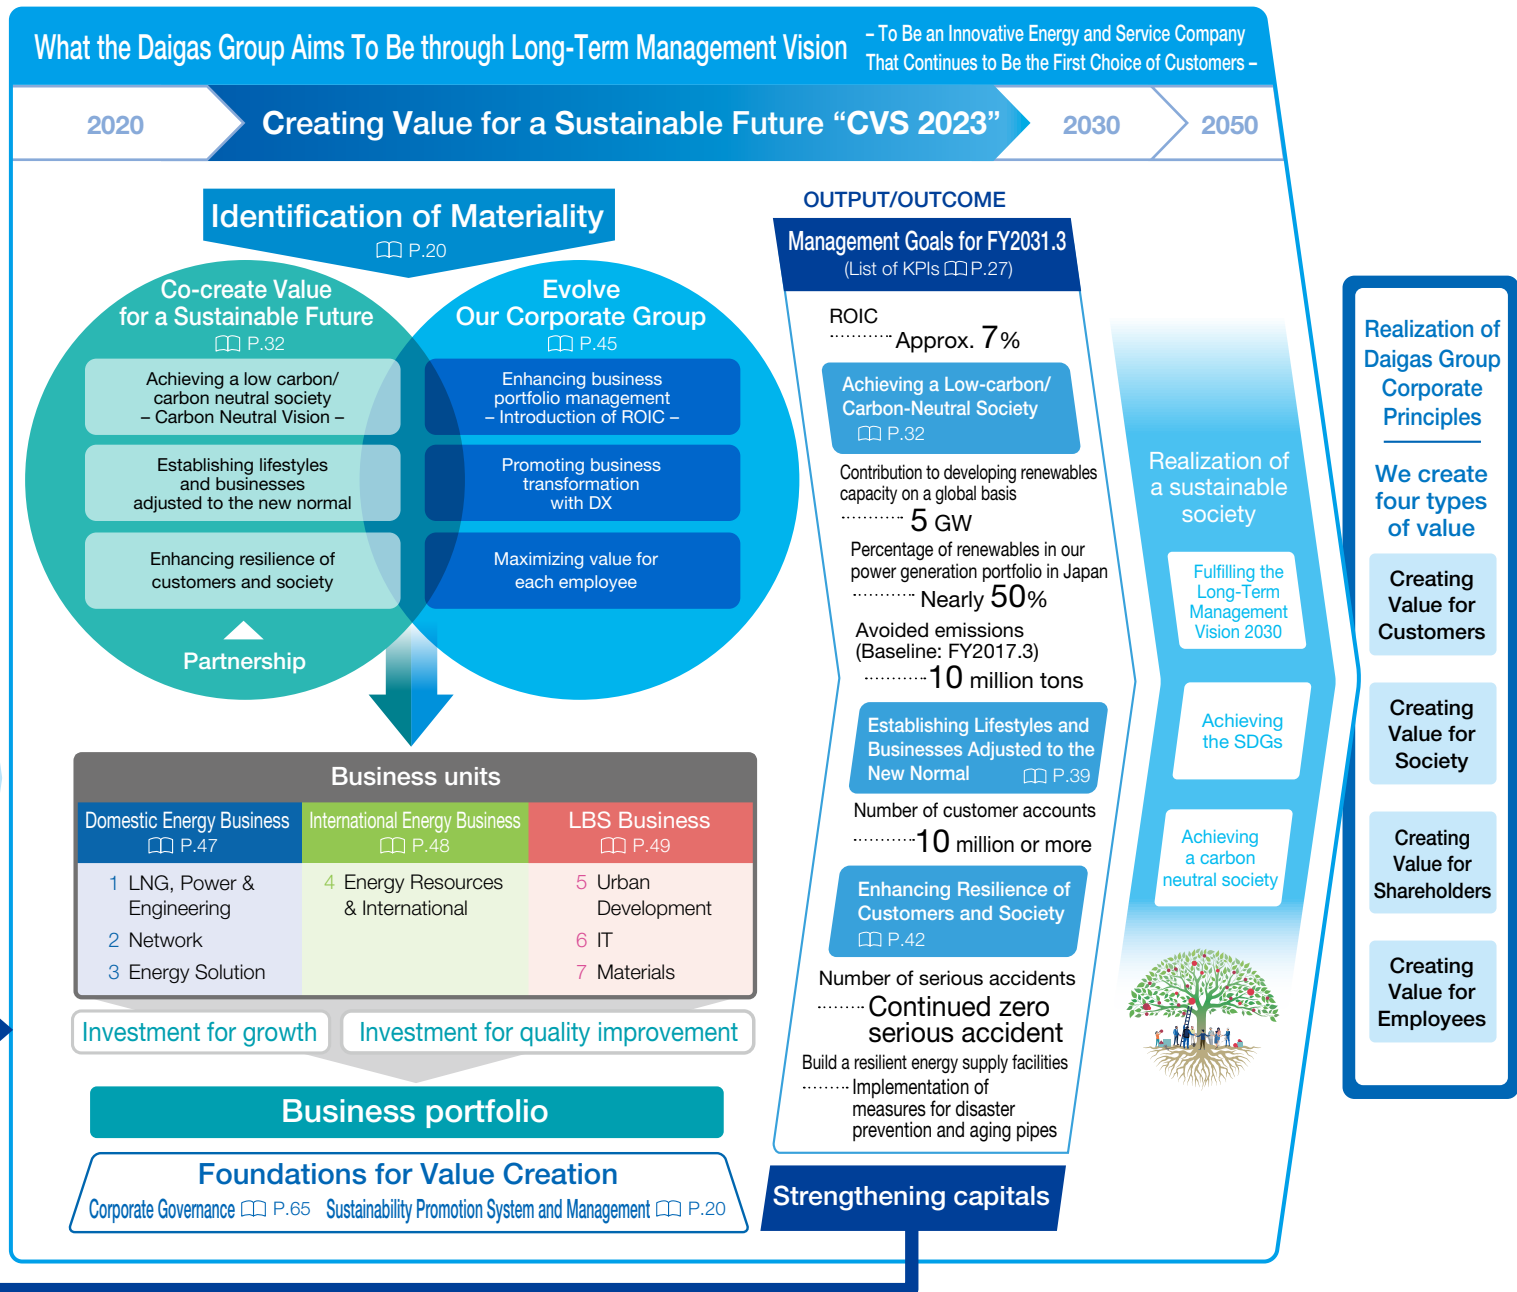 What the Daigas Group Aims To Be through Long-Term Management Vision
– To Be an Innovative Energy and Service Company
That Continues to Be the First Choice of Customers –
2020
Creating Value for a Sustainable Future “CVS 2023”
2030
2050
Identification of Materiality
P.20
Co-create Value
for a Sustainable Future
P.32
Achieving a low carbon/
carbon neutral society
– Carbon Neutral Vision –
Establishing lifestyles
and businesses
adjusted to the new normal
Enhancing resilience of
customers and society
Partnership
Evolve
Our Corporate Group
P.45
Enhancing business
portfolio management
– Introduction of ROIC –
Promoting business
transformation
with DX
Maximizing value for
each employee
Business units
Domestic Energy Business
P.47
1 LNG, Power &
Engineering
2 Network
3 Energy Solution
International Energy Business
P.48
4 Energy Resources
& International
LBS Business
P.49
5 Urban
Development
6 IT
7 Materials
Investment for growth
Investment for quality improvement
Business portfolio
Foundations for Value Creation
Corporate Governance P.65 Sustainability Promotion System and Management P.20
OUTPUT/OUTCOME
Management Goals for FY2031.3
(List of KPIs P.27)
ROIC
Approx. 7%
Achieving a Low-carbon/
Carbon-Neutral Society
P.32
Contribution to developing renewables
capacity on a global basis
5 GW
Percentage of renewables in our
power generation portfolio in Japan
Nearly 50%
Avoided emissions
(Baseline: FY2017.3)
10 million tons
Establishing Lifestyles and
Businesses Adjusted to the
New Normal P.39
Number of customer accounts
10 million or more
Enhancing Resilience of
Customers and Society
P.42
Number of serious accidents
Continued zero
serious accident
Build a resilient energy supply facilities
Implementation of
measures for disaster
prevention and aging pipes
Strengthening capitals
Realization of
a sustainable
society
Fulfilling the
Long-Term
Management
Vision 2030
Achieving
the SDGs
Achieving
a carbon
neutral society
Realization of
Daigas Group
Corporate
Principles
We create
four types
of value
Creating
Value for
Customers
Creating
Value for
Society
Creating
Value for
Shareholders
Creating
Value for
Employees